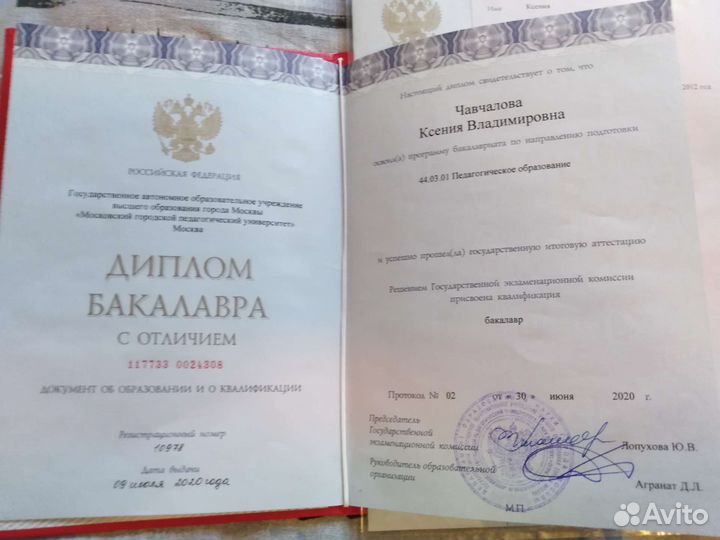 РОССИЙСКАЯ ФЕДЕРАЦИЯ
Государственное автономное образовательное учреждение
высшего образования города Москвы
«Московский городской педагогический университет»
Москва
ДИПЛОМ
БАКАЛАВРА
С ОТЛИЧИЕМ
117733 0024308
ДОКУМЕНТ ОБ ОБРАЗОВАНИИ И О КВАЛИФИКАЦИИ
Регистрационный номер
10978
Дата выдачи
09 июля 2020 года
Имя Ксения
2012 год
Настоящий диплом свидетельствует о том, что
Чавчалова
Ксения Владимировна
освоил(а) программу бакалавриата по направлению подготовки
44.03.01 Педагогическое образование
и успешно прошел(ла) государственную итоговую аттестацию
Решением Государственной экзаменационной комиссии
присвоена квалификация
бакалавр
Протокол № 02 от « 30 » июня 2020 г.
Председатель
Государственной
экзаменационной комиссии Лопухова Ю.В.
Руководитель образовательной
организации Агранат Д.Л.
М.П.
Avito